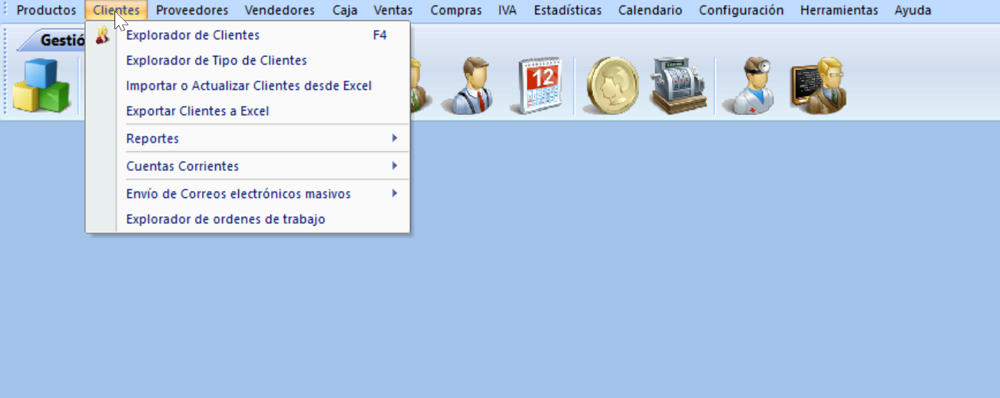 Productos Clientes Proveedores Vendedores Caja Ventas Compras IVA Estadísticas Calendario Configuración Herramientas Ayuda
Gestió
Explorador de Clientes F4
Explorador de Tipo de Clientes
Importar o Actualizar Clientes desde Excel
Exportar Clientes a Excel
Reportes
Cuentas Corrientes
Envío de Correos electrónicos masivos
Explorador de ordenes de trabajo
12